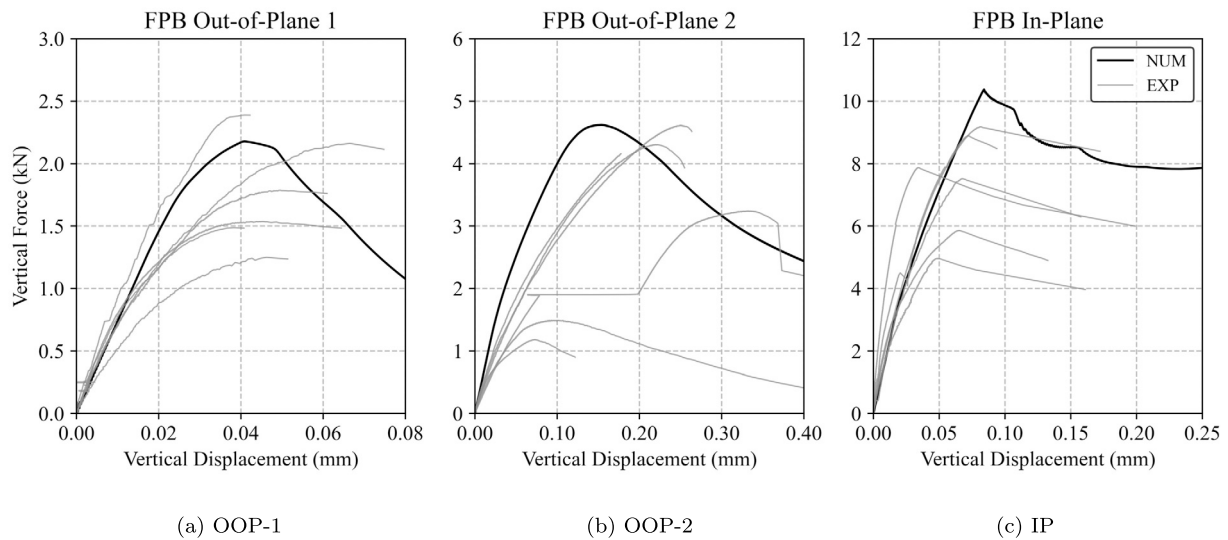 FPB Out-of-Plane 1
FPB Out-of-Plane 2
FPB In-Plane
Vertical Force (kN)
3.0
2.5
2.0
1.5
1.0
0.5
0.0
0.00 0.02 0.04 0.06 0.08
Vertical Displacement (mm)
6
5
4
3
2
1
0
0.00 0.10 0.20 0.30 0.40
Vertical Displacement (mm)
12
10
8
6
4
2
0
0.00 0.05 0.10 0.15 0.20 0.25
Vertical Displacement (mm)
NUM
EXP
(a) OOP-1
(b) OOP-2
(c) IP